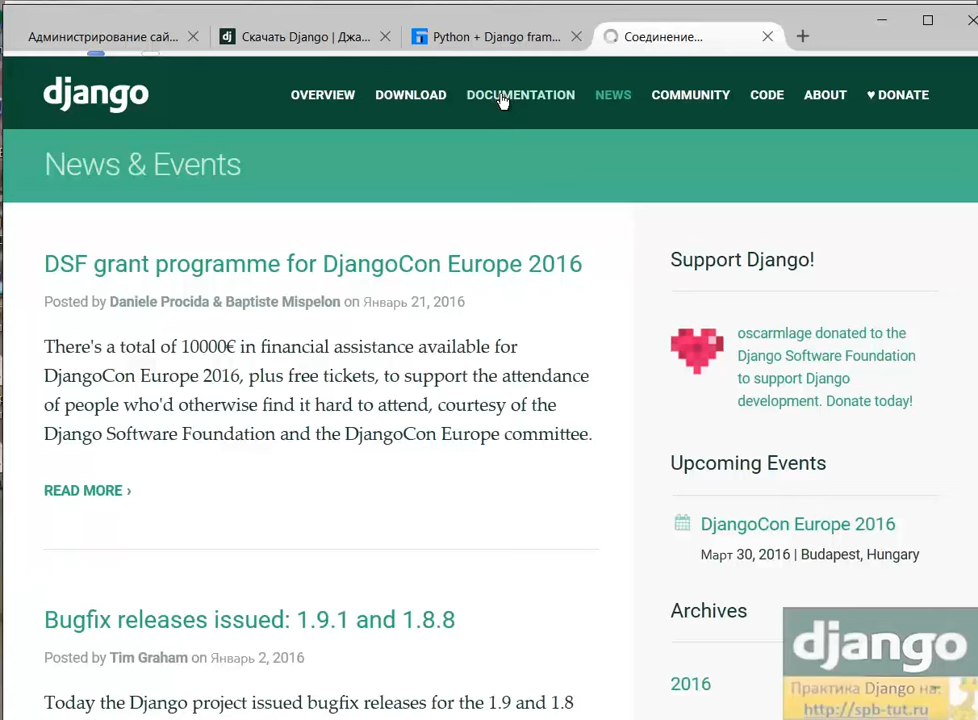 Администрирование сай...
Скачать Django | Джа...
Python + Django fram...
Соединение...
django
OVERVIEW DOWNLOAD DOCUMENTATION NEWS COMMUNITY CODE ABOUT ♥ DONATE
News & Events
DSF grant programme for DjangoCon Europe 2016
Posted by Daniele Procida & Baptiste Mispelon on Январь 21, 2016
There's a total of 10000€ in financial assistance available for
DjangoCon Europe 2016, plus free tickets, to support the attendance
of people who'd otherwise find it hard to attend, courtesy of the
Django Software Foundation and the DjangoCon Europe committee.
READ MORE ›
Bugfix releases issued: 1.9.1 and 1.8.8
Posted by Tim Graham on Январь 2, 2016
Today the Django project issued bugfix releases for the 1.9 and 1.8
Support Django!
oscarmlage donated to the
Django Software Foundation
to support Django
development. Donate today!
Upcoming Events
DjangoCon Europe 2016
Март 30, 2016 | Budapest, Hungary
Archives
2016
django
Практика Django на:
http://spb-tut.ru